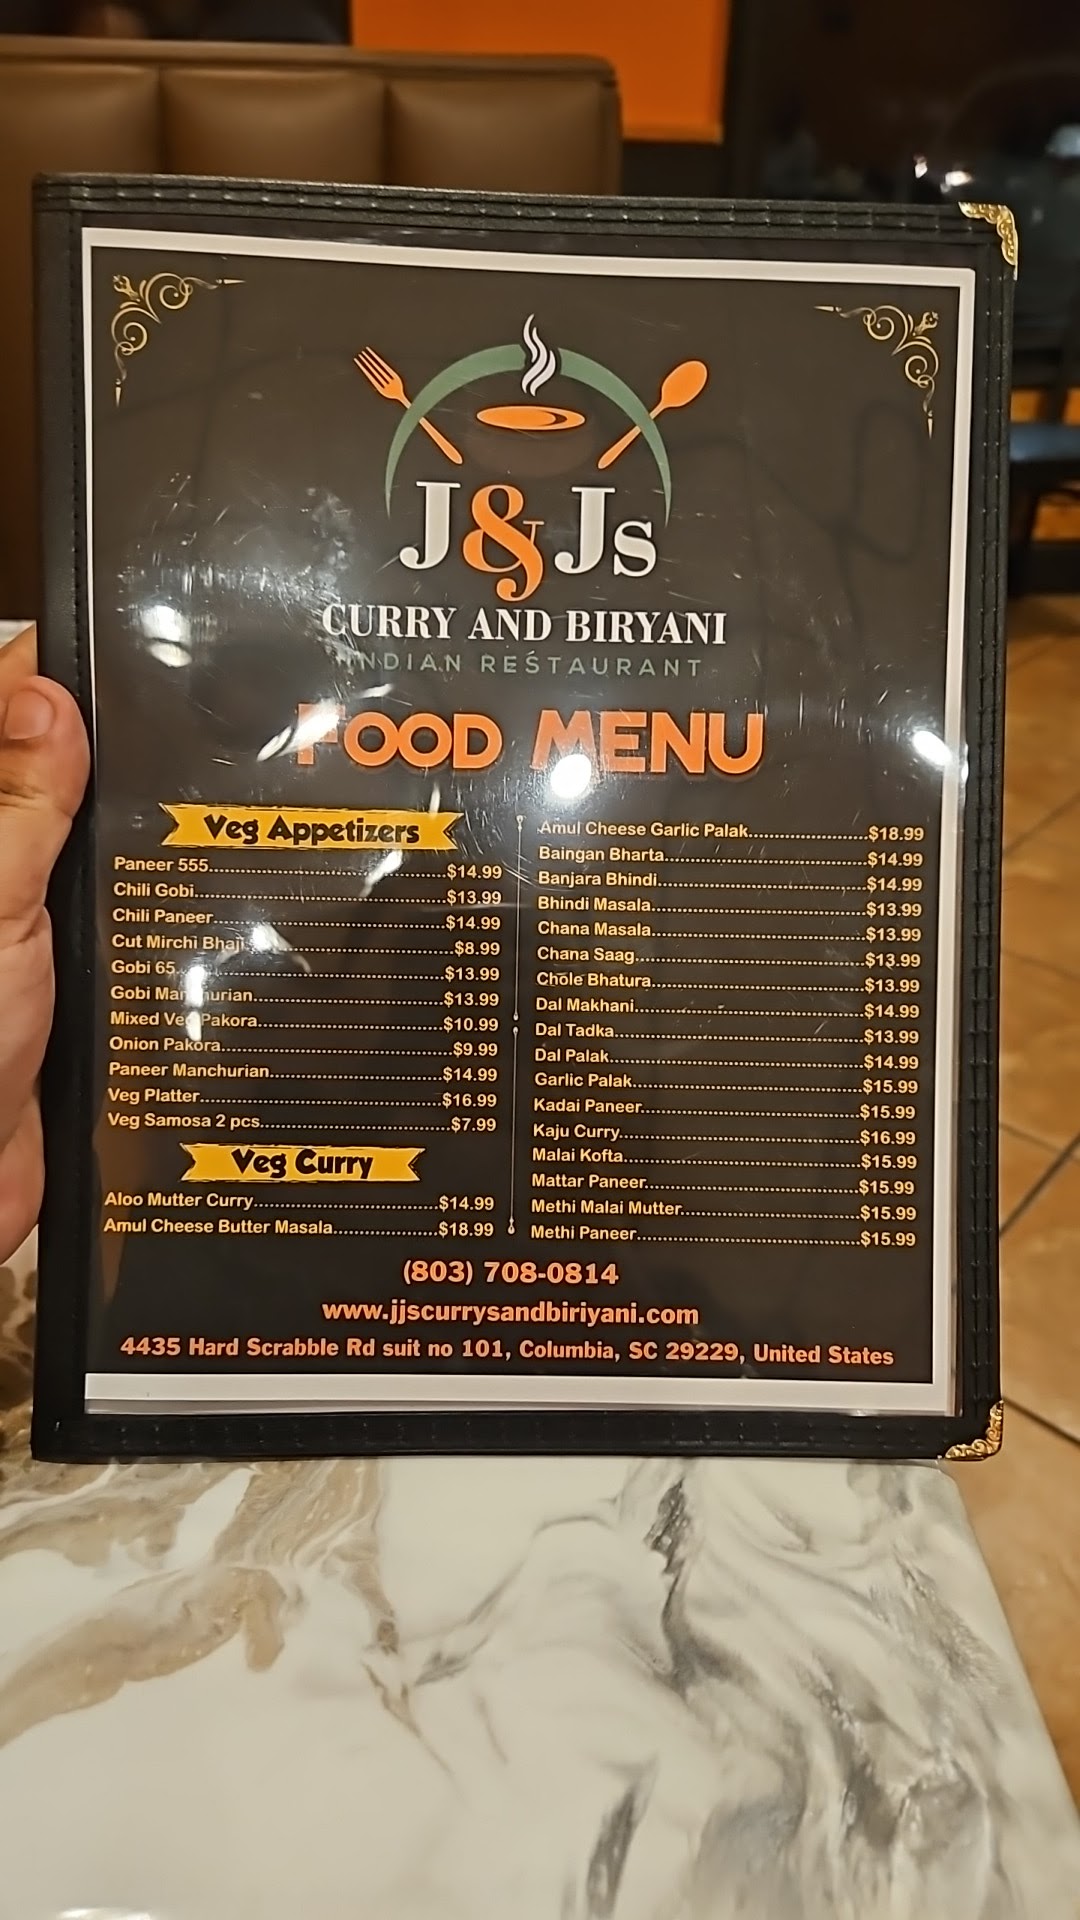 J&Js
CURRY AND BIRYANI
INDIAN RESTAURANT
FOOD MENU
Veg Appetizers
Paneer 555.....$14.99
Chili Gobi.....$13.99
Chili Paneer.....$14.99
Cut Mirchi Bhaji.....$8.99
Gobi 65.....$13.99
Gobi Manchurian.....$13.99
Mixed Veg Pakora.....$10.99
Onion Pakora.....$9.99
Paneer Manchurian.....$14.99
Veg Platter.....$16.99
Veg Samosa 2 pcs.....$7.99
Veg Curry
Aloo Mutter Curry.....$14.99
Amul Cheese Butter Masala.....$18.99
Amul Cheese Garlic Palak.....$18.99
Baingan Bharta.....$14.99
Banjara Bhindi.....$14.99
Bhindi Masala.....$13.99
Chana Masala.....$13.99
Chana Saag.....$13.99
Chole Bhatura.....$13.99
Dal Makhani.....$14.99
Dal Tadka.....$13.99
Dal Palak.....$14.99
Garlic Palak.....$15.99
Kadai Paneer.....$15.99
Kaju Curry.....$16.99
Malai Kofta.....$15.99
Mattar Paneer.....$15.99
Methi Malai Mutter.....$15.99
Methi Paneer.....$15.99
(803) 708-0814
www.jjscurrysandbiriyani.com
4435 Hard Scrabble Rd suit no 101, Columbia, SC 29229, United States